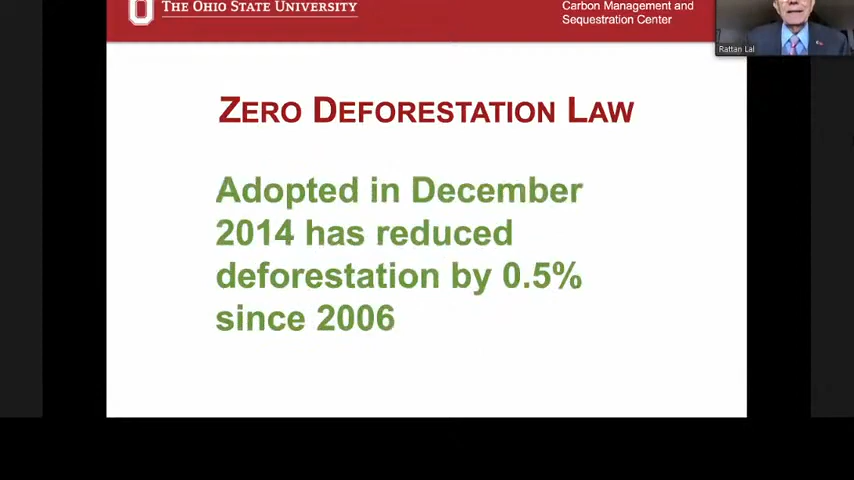 THE OHIO STATE UNIVERSITY
Carbon Management and
Sequestration Center
Rattan Lal
ZERO DEFORESTATION LAW
Adopted in December
2014 has reduced
deforestation by 0.5%
since 2006